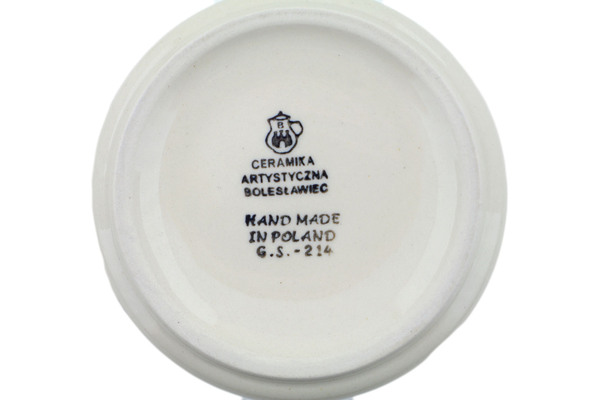 B
CERAMIKA
ARTYSTYCZNA
BOLESŁAWIEC
HAND MADE
IN POLAND
G.S.-214